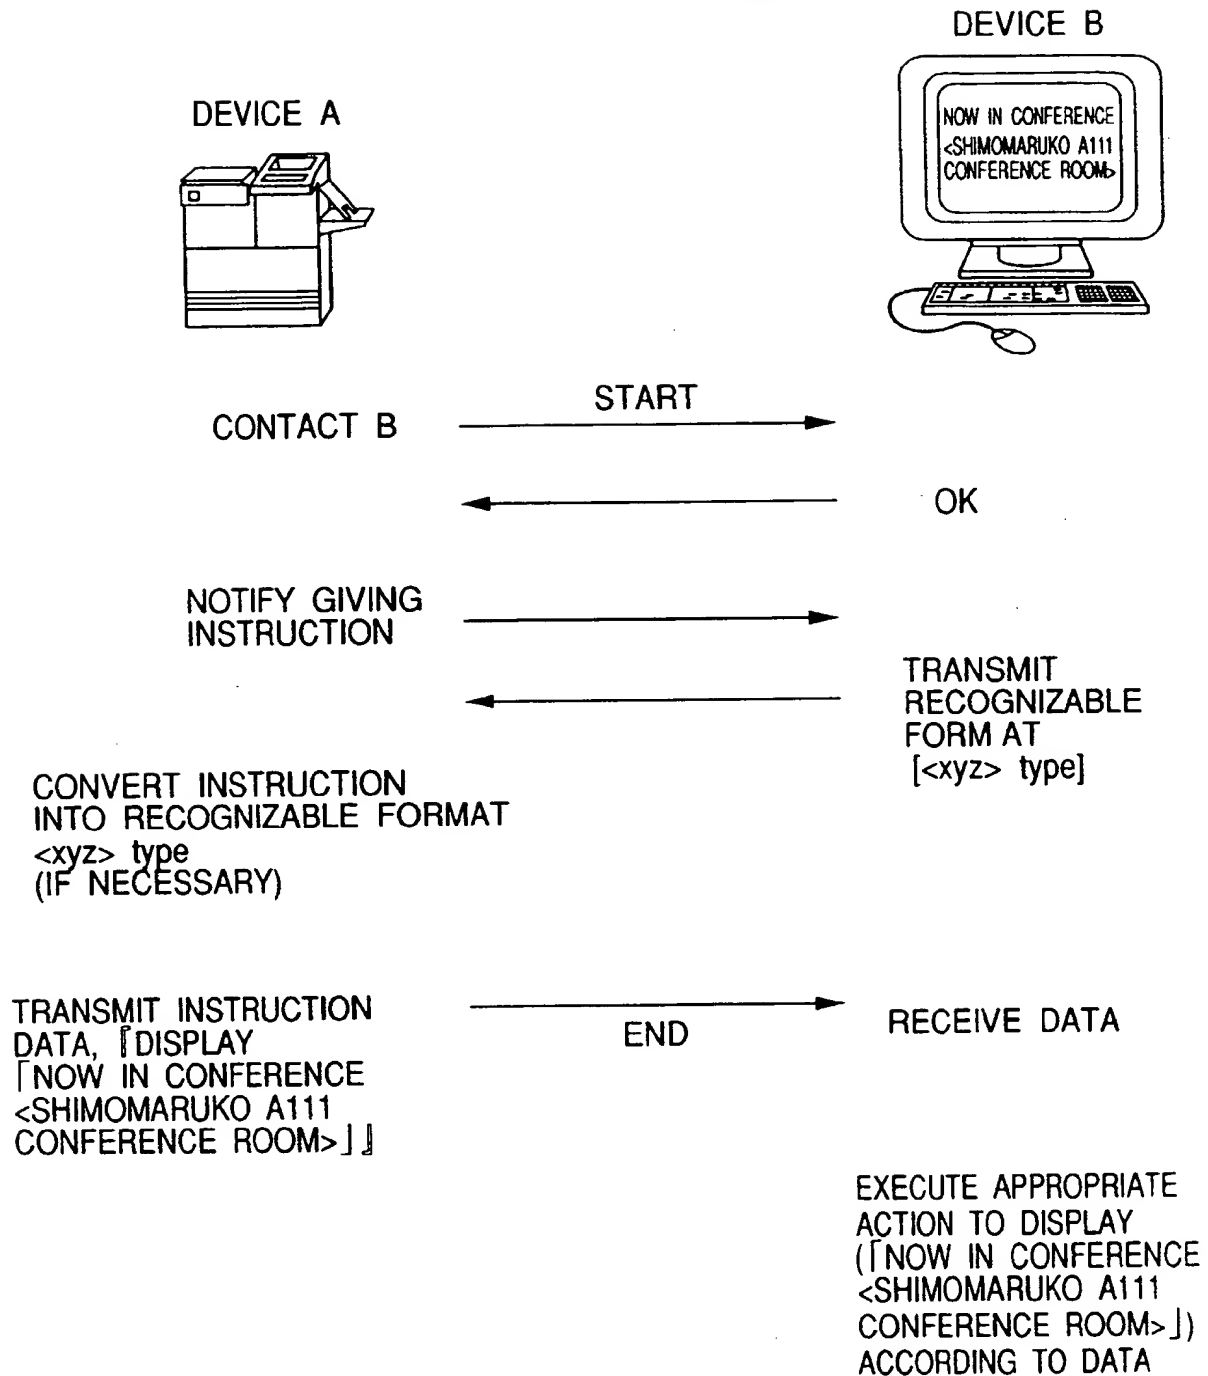 DEVICE B
NOW IN CONFERENCE
<SHIMOMARUKO A111
CONFERENCE ROOM>
DEVICE A
START
CONTACT B
OK
NOTIFY GIVING
INSTRUCTION
TRANSMIT
RECOGNIZABLE
FORM AT
[<xyz> type]
CONVERT INSTRUCTION
INTO RECOGNIZABLE FORMAT
<xyz> type
(IF NECESSARY)
TRANSMIT INSTRUCTION
DATA, 『DISPLAY
「NOW IN CONFERENCE
<SHIMOMARUKO A111
CONFERENCE ROOM>」』
END
RECEIVE DATA
EXECUTE APPROPRIATE
ACTION TO DISPLAY
(「NOW IN CONFERENCE
<SHIMOMARUKO A111
CONFERENCE ROOM>」)
ACCORDING TO DATA